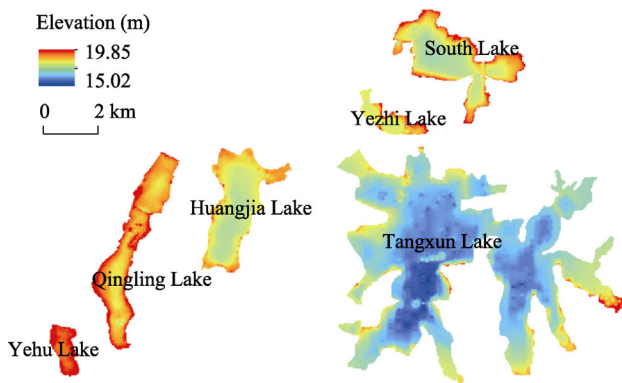 Elevation (m)
19.85
15.02
0 2 km
South Lake
Yezhi Lake
Huangjia Lake
Tangxun Lake
Qingling Lake
Yehu Lake